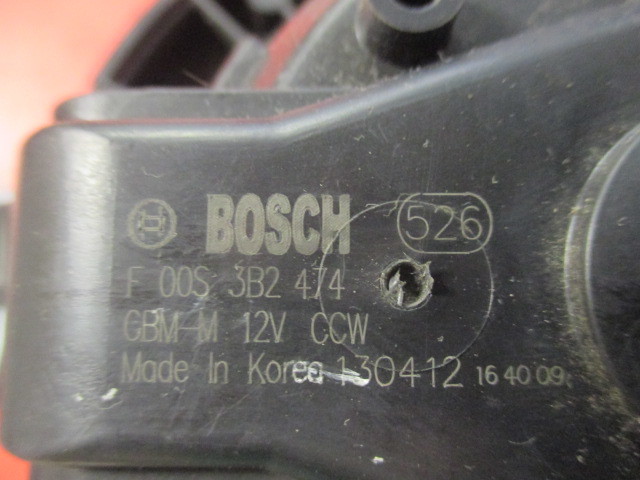 BOSCH 526
F 00S 3B2 474
GBM-M 12V CCW
Made In Korea 130412 16 40 09